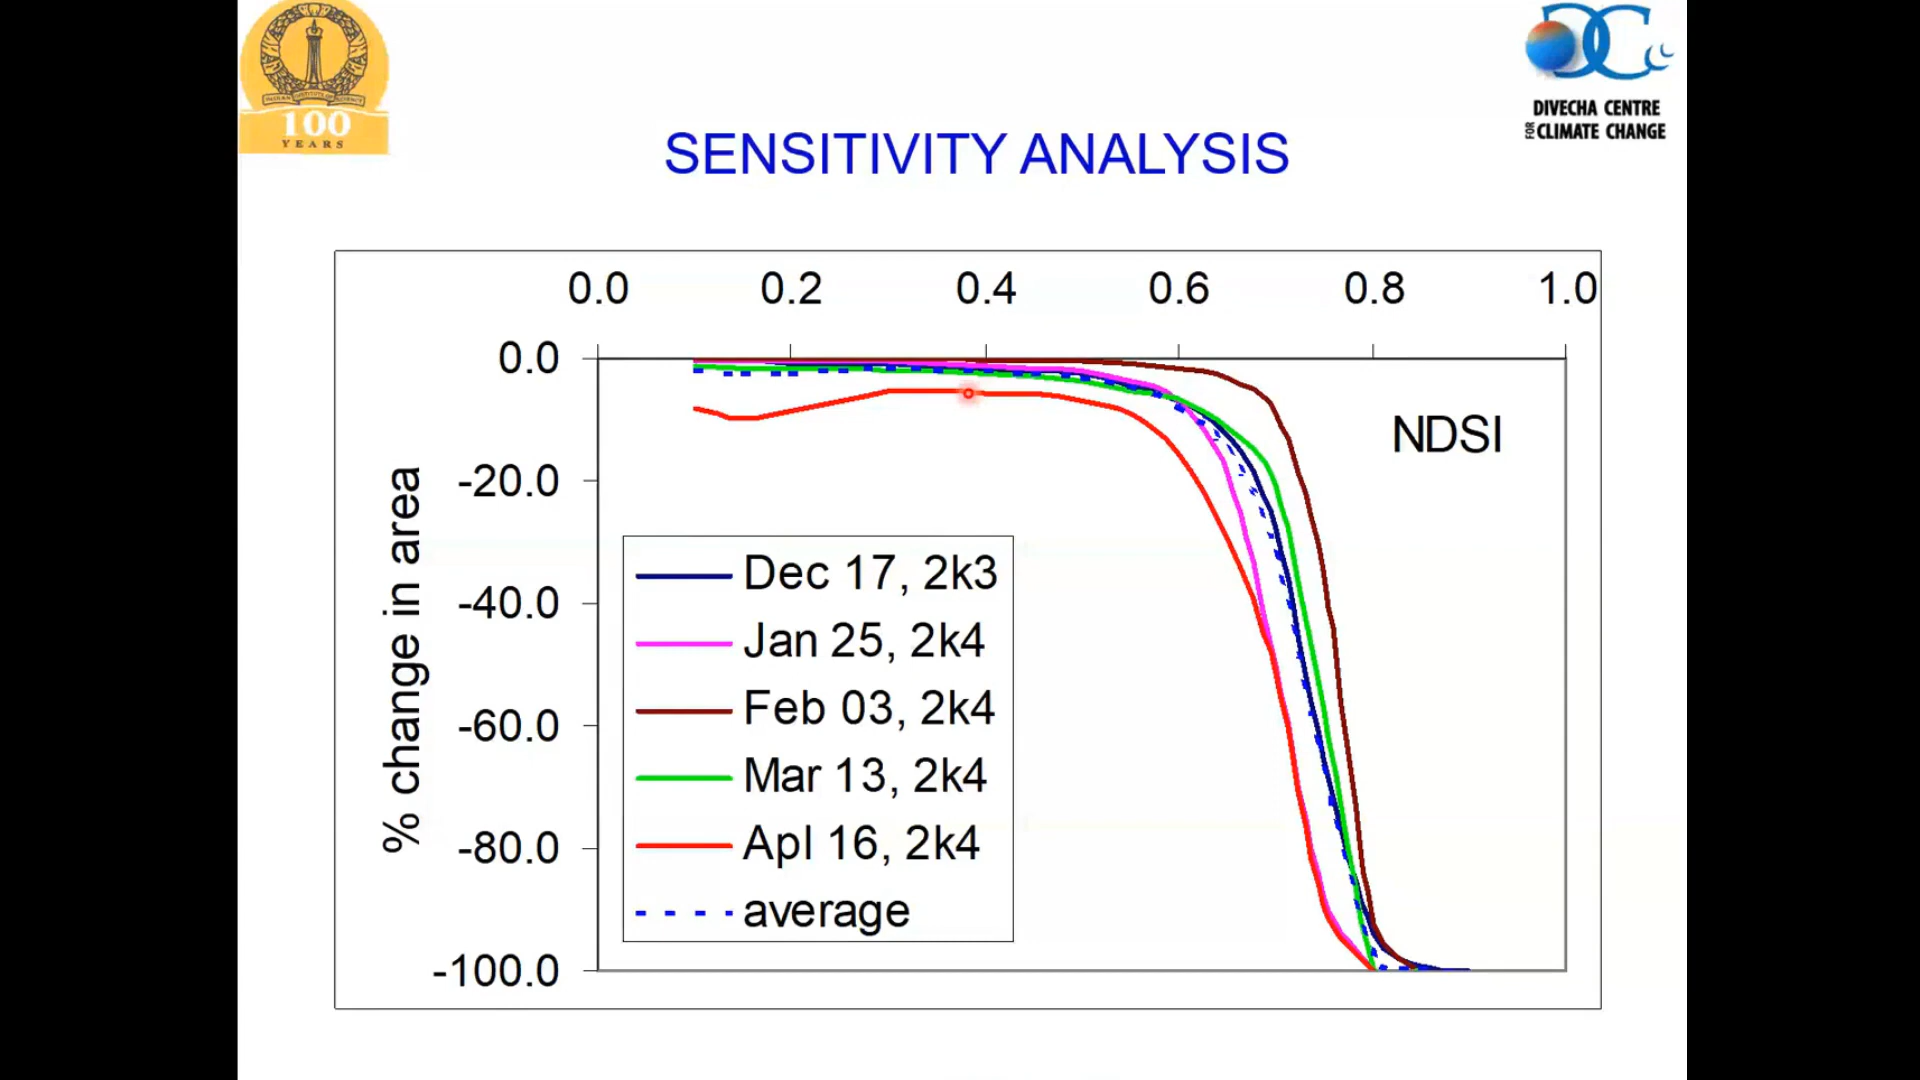 100
YEARS
DIVECHA CENTRE
FOR CLIMATE CHANGE
SENSITIVITY ANALYSIS
0.0 0.2 0.4 0.6 0.8 1.0
0.0
-20.0
-40.0
-60.0
-80.0
-100.0
% change in area
NDSI
Dec 17, 2k3
Jan 25, 2k4
Feb 03, 2k4
Mar 13, 2k4
Apl 16, 2k4
average